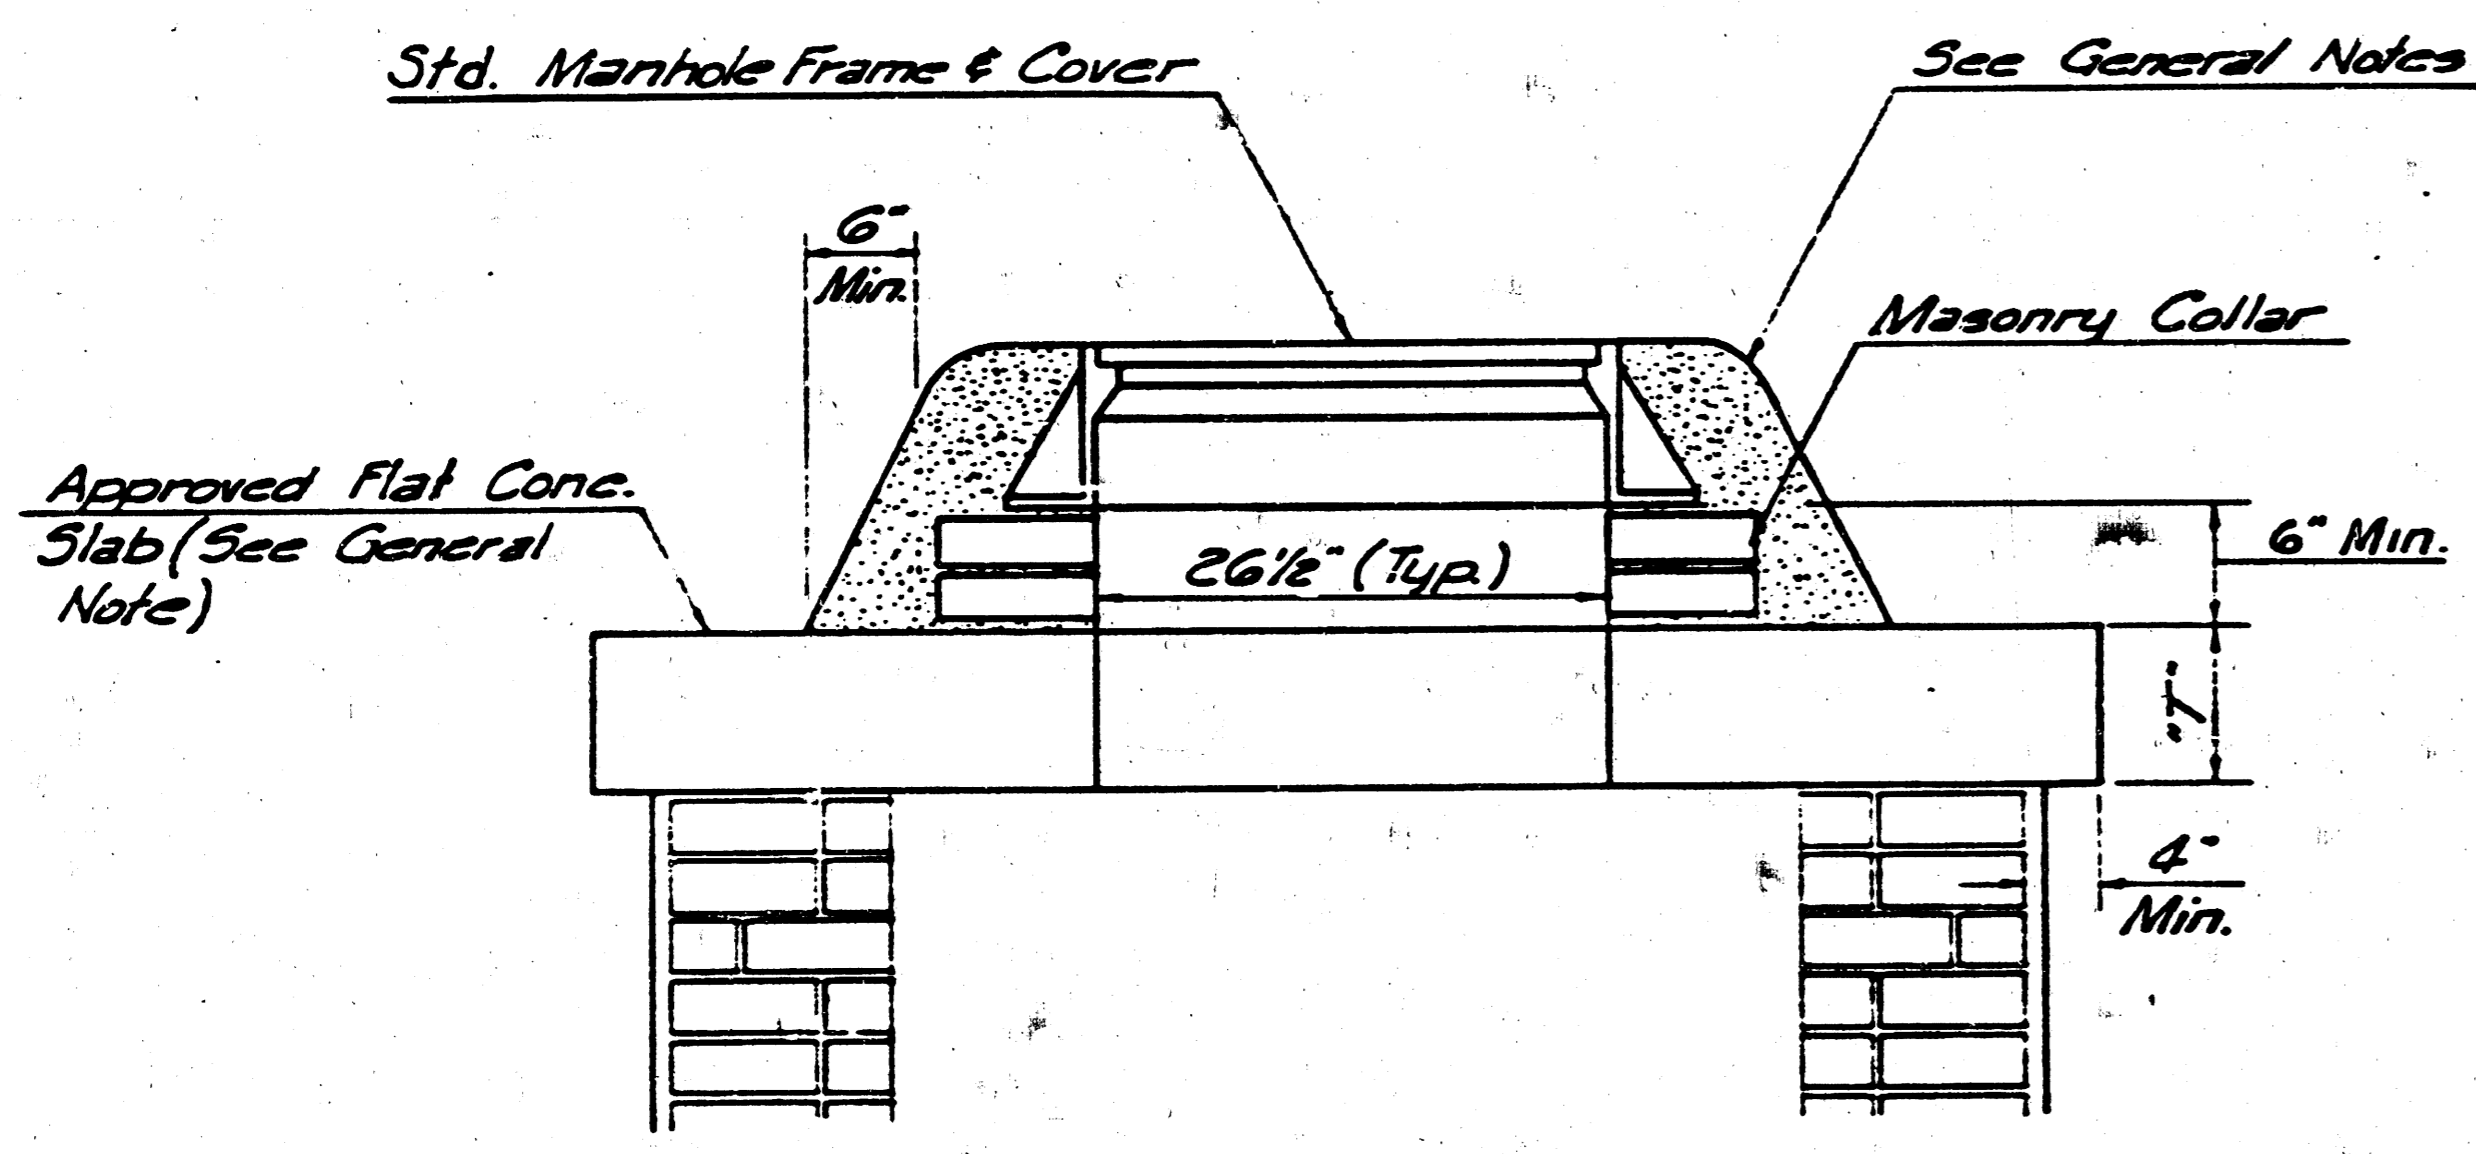 Std. Manhole Frame & Cover
See General Notes
6"
Min.
Masonry Collar
Approved Flat Conc.
Slab (See General
Note)
26½" (Typ.)
6" Min.
"T"
4"
Min.